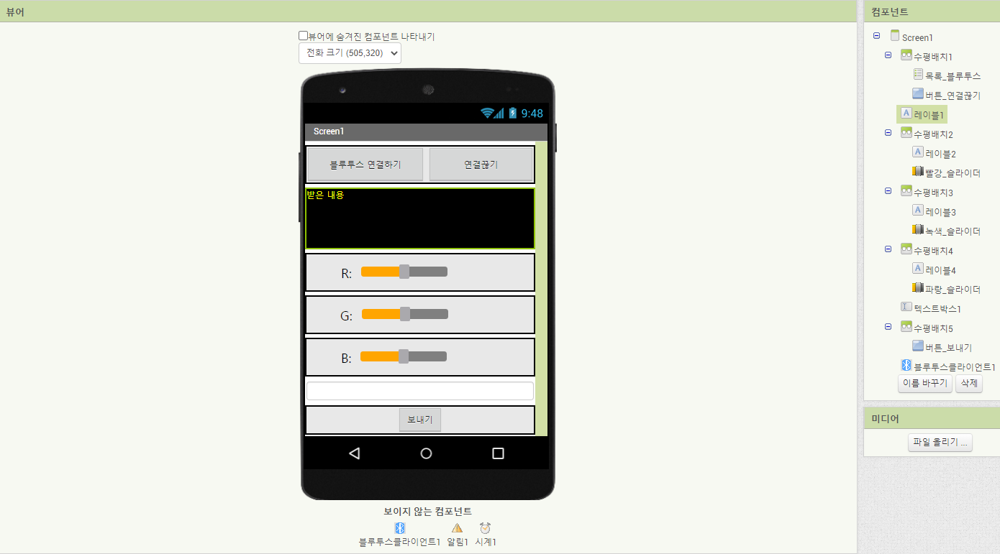 뷰어
뷰어에 숨겨진 컴포넌트 나타내기
전화 크기 (505,320)
9:48
Screen1
블루투스 연결하기
연결끊기
받은 내용
R:
G:
B:
보내기
보이지 않는 컴포넌트
블루투스클라이언트1 알림1 시계1
컴포넌트
Screen1
수평배치1
목록_블루투스
버튼_연결끊기
A 레이블1
수평배치2
A 레이블2
빨강_슬라이더
수평배치3
A 레이블3
녹색_슬라이더
수평배치4
A 레이블4
파랑_슬라이더
텍스트박스1
수평배치5
버튼_보내기
블루투스클라이언트1
이름 바꾸기 삭제
미디어
파일 올리기 ...